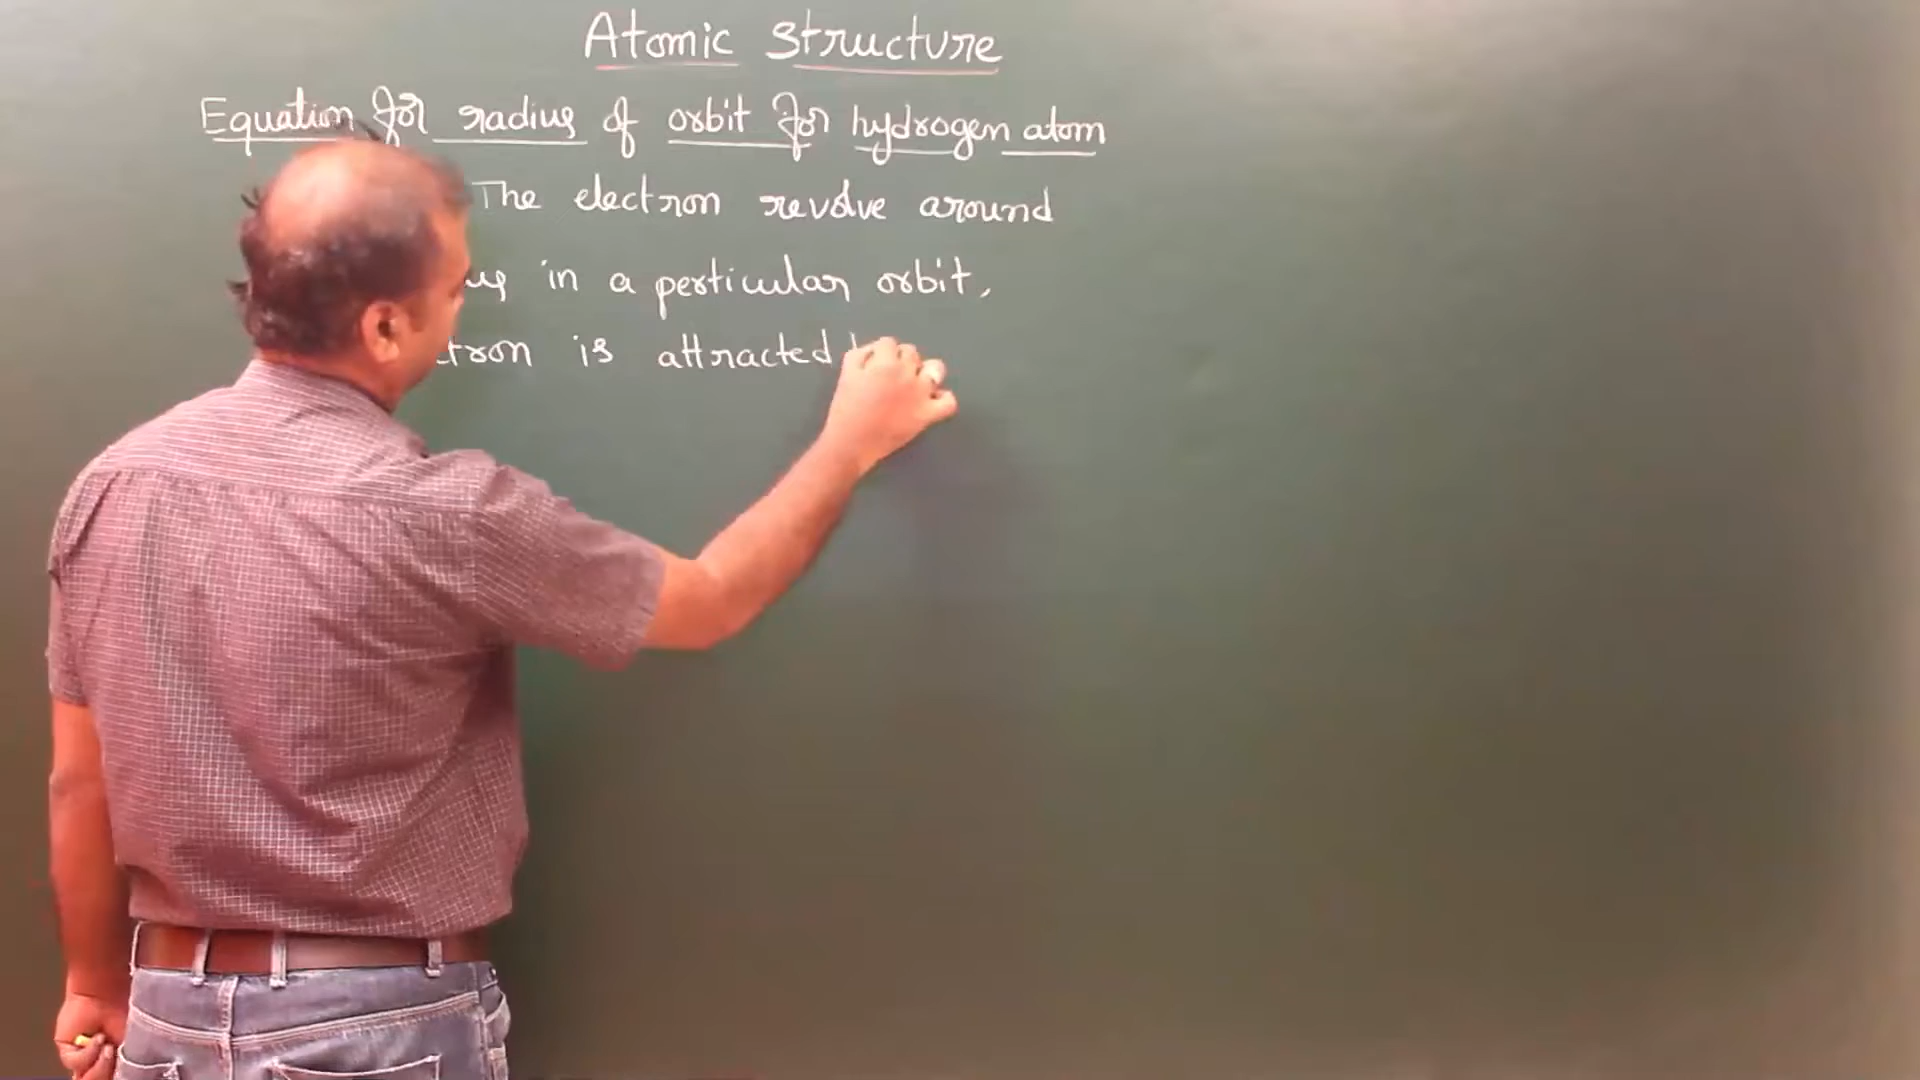 Atomic Structure
Equation for radius of orbit for hydrogen atom
The electron revolve around
in a perticular orbit,
is attracted